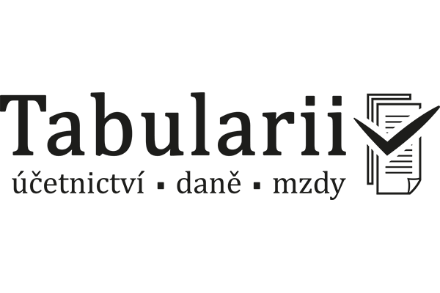 Tabularii
účetnictví ▪ daně ▪ mzdy